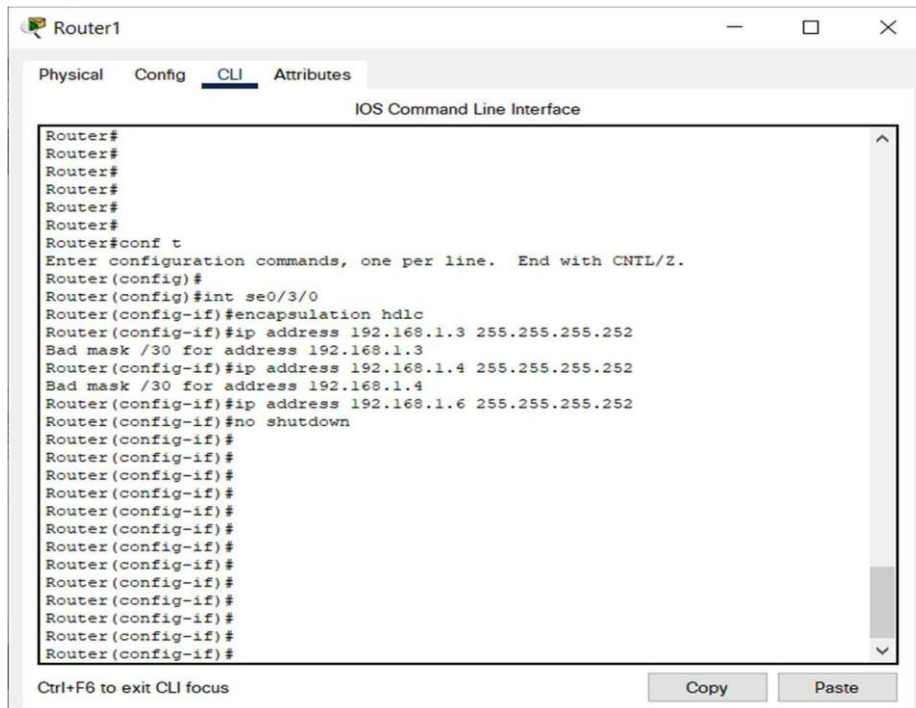 Router1
Physical Config CLI Attributes
IOS Command Line Interface
Router#
Router#
Router#
Router#
Router#
Router#
Router#conf t
Enter configuration commands, one per line.  End with CNTL/Z.
Router(config)#
Router(config)#int se0/3/0
Router(config-if)#encapsulation hdlc
Router(config-if)#ip address 192.168.1.3 255.255.255.252
Bad mask /30 for address 192.168.1.3
Router(config-if)#ip address 192.168.1.4 255.255.255.252
Bad mask /30 for address 192.168.1.4
Router(config-if)#ip address 192.168.1.6 255.255.255.252
Router(config-if)#no shutdown
Router(config-if)#
Router(config-if)#
Router(config-if)#
Router(config-if)#
Router(config-if)#
Router(config-if)#
Router(config-if)#
Router(config-if)#
Router(config-if)#
Router(config-if)#
Router(config-if)#
Router(config-if)#
Router(config-if)#
Ctrl+F6 to exit CLI focus
Copy Paste